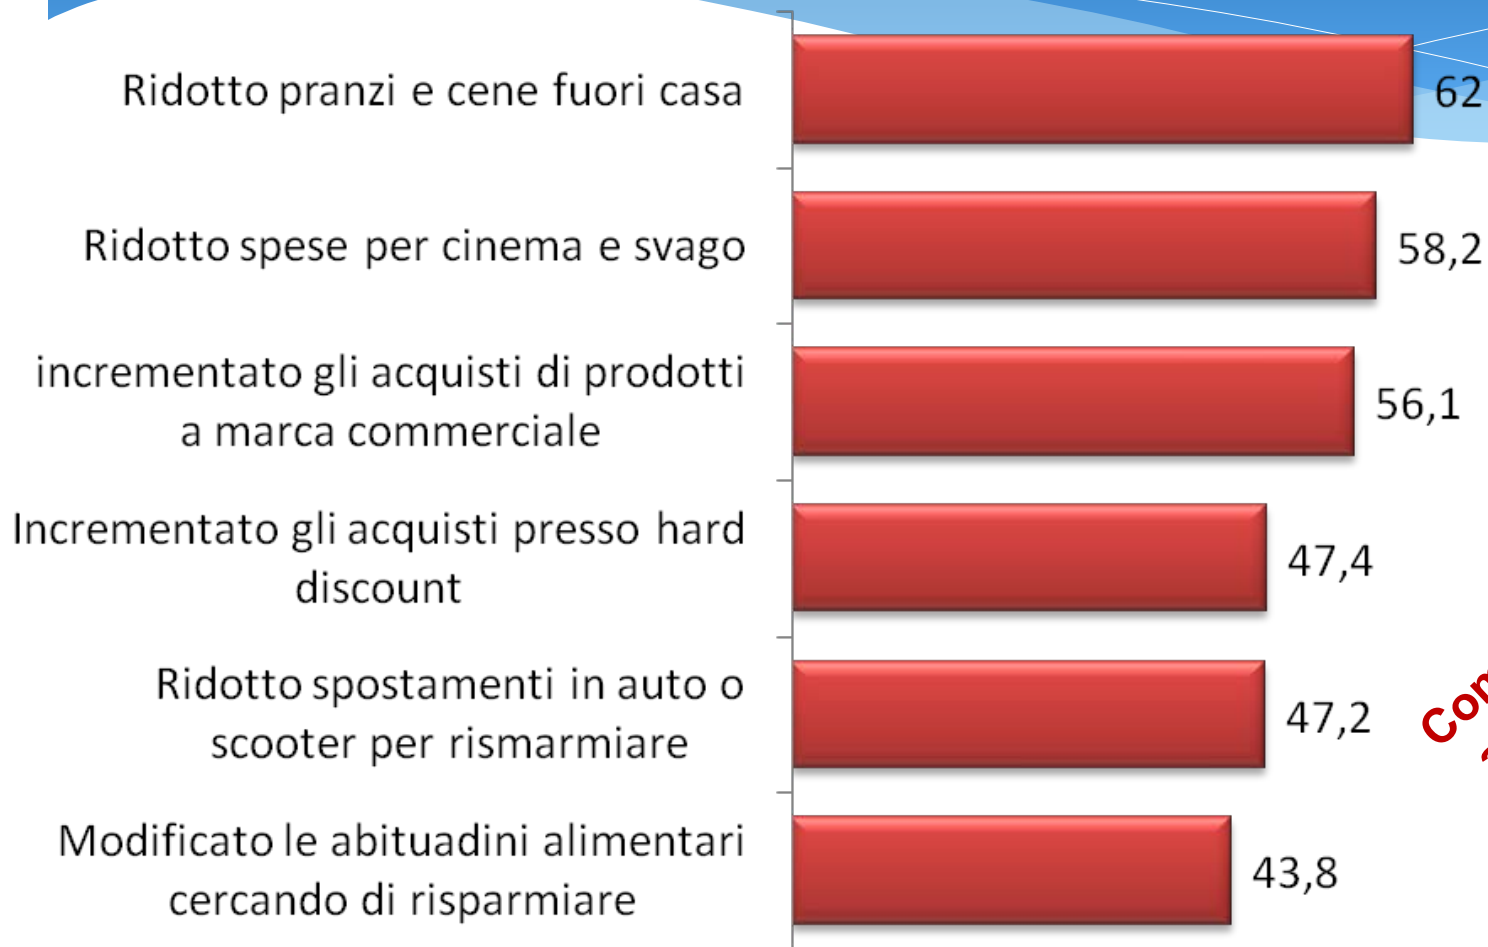 Ridotto pranzi e cene fuori casa
62
Ridotto spese per cinema e svago
58,2
incrementato gli acquisti di prodotti
a marca commerciale
56,1
Incrementato gli acquisti presso hard
discount
47,4
Ridotto spostamenti in auto o
scooter per rismarmiare
47,2
Modificato le abituadini alimentari
cercando di risparmiare
43,8